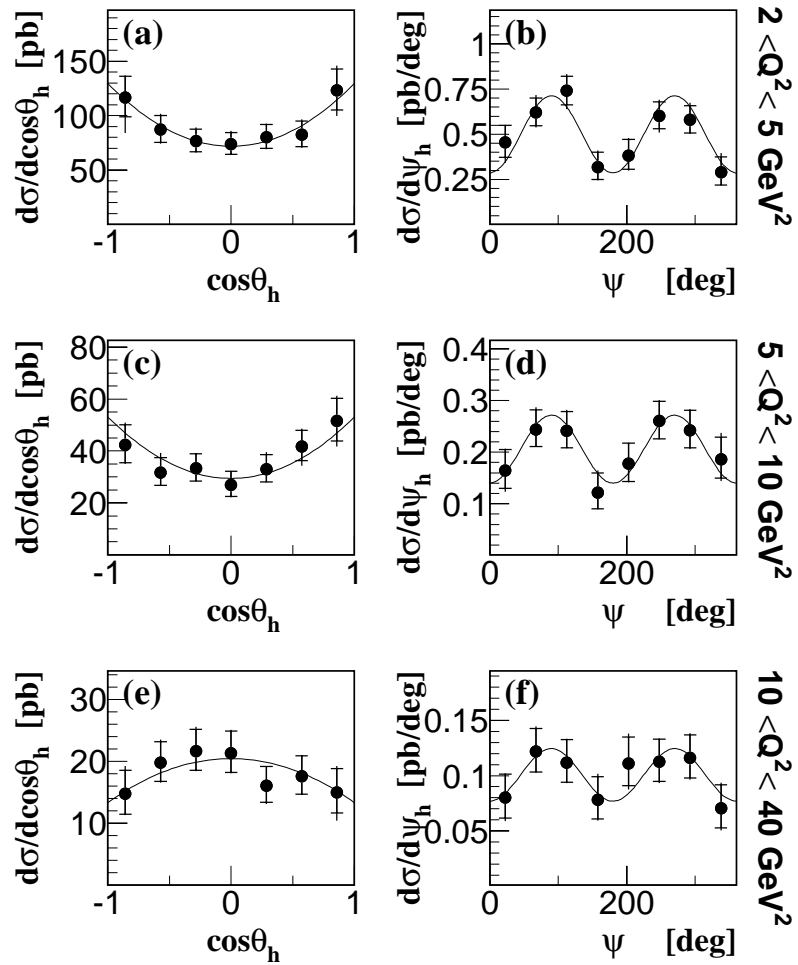 (a)
dσ/dcosθh [pb]
150
100
50
-1 0 1
cosθh
(b)
dσ/dψh [pb/deg]
1
0.75
0.5
0.25
0 200
ψ [deg]
2 <Q² < 5 GeV²
(c)
dσ/dcosθh [pb]
80
60
40
20
-1 0 1
cosθh
(d)
dσ/dψh [pb/deg]
0.4
0.3
0.2
0.1
0 200
ψ [deg]
5 <Q² < 10 GeV²
(e)
dσ/dcosθh [pb]
30
20
10
-1 0 1
cosθh
(f)
dσ/dψh [pb/deg]
0.15
0.1
0.05
0 200
ψ [deg]
10 <Q² < 40 GeV²